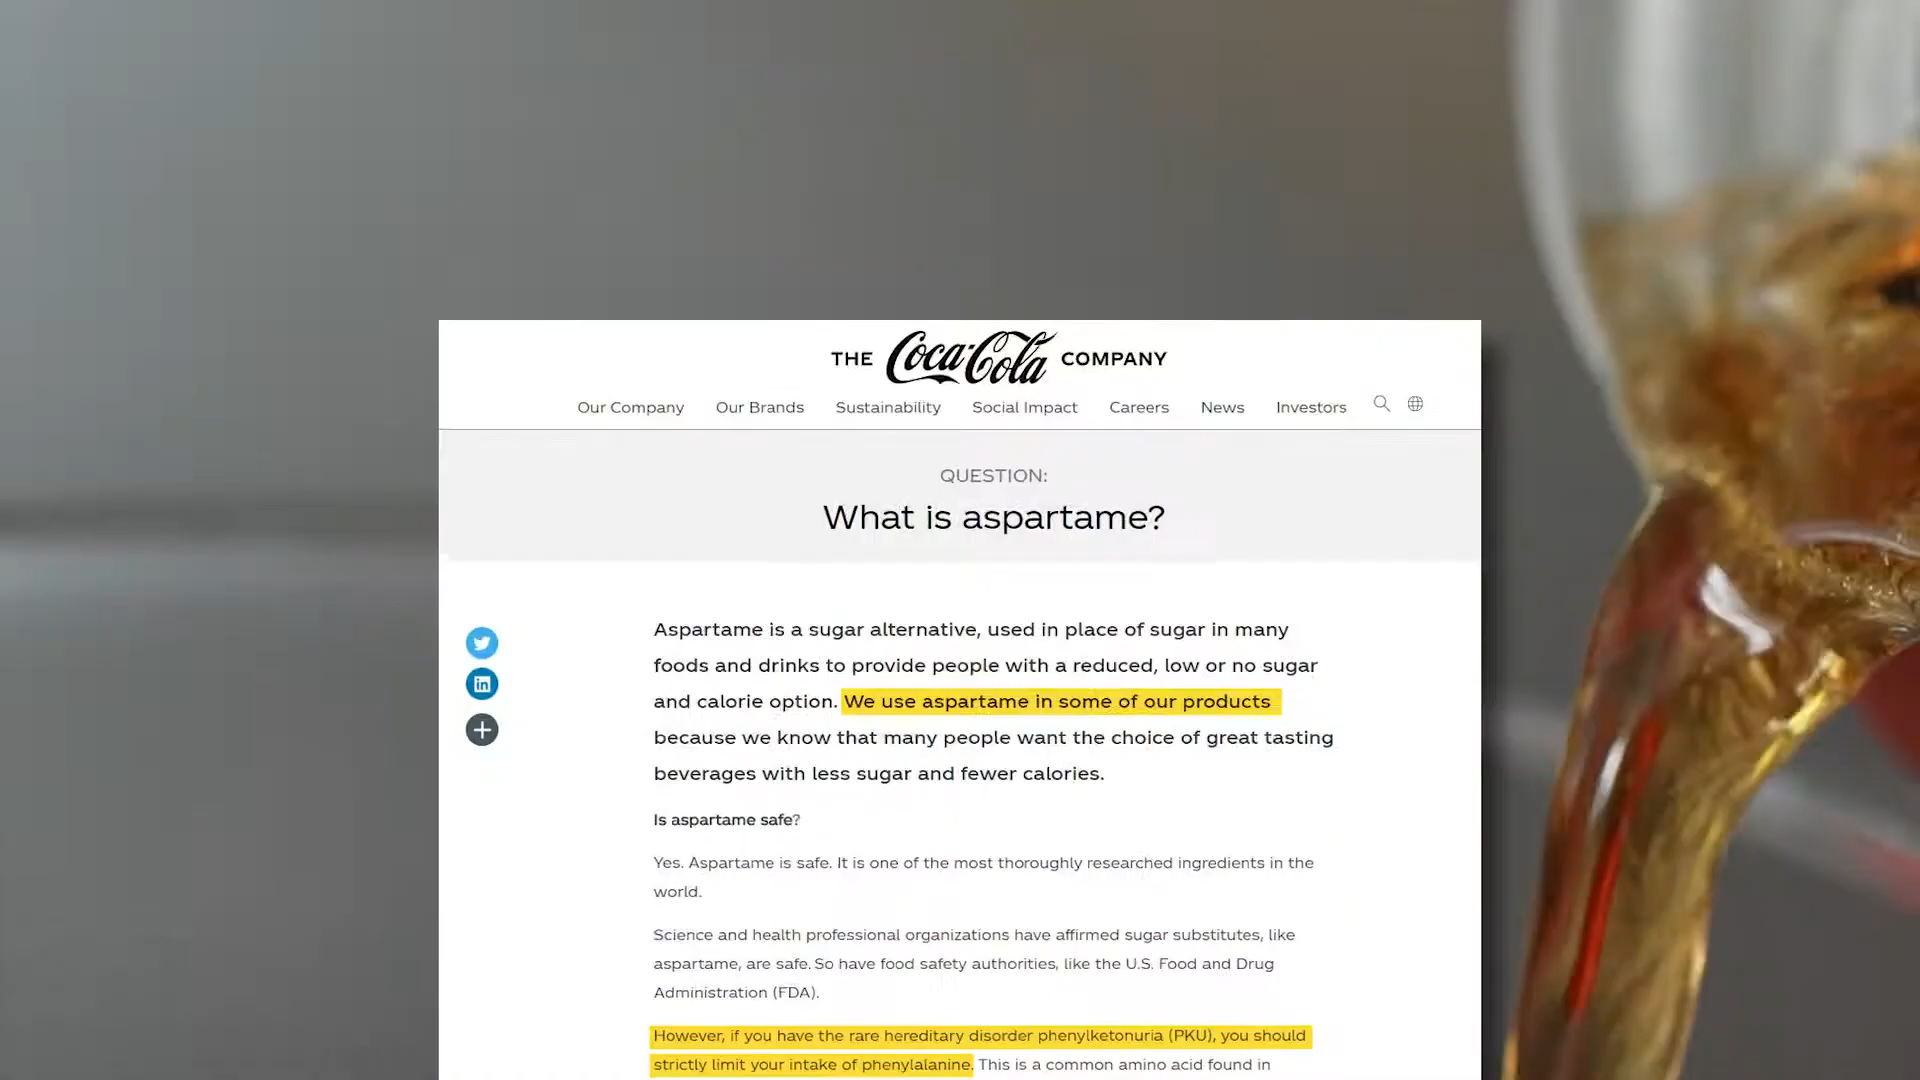 THE Coca-Cola COMPANY
Our Company Our Brands Sustainability Social Impact Careers News Investors
QUESTION:
What is aspartame?
Aspartame is a sugar alternative, used in place of sugar in many
foods and drinks to provide people with a reduced, low or no sugar
and calorie option. We use aspartame in some of our products
because we know that many people want the choice of great tasting
beverages with less sugar and fewer calories.
Is aspartame safe?
Yes. Aspartame is safe. It is one of the most thoroughly researched ingredients in the
world.
Science and health professional organizations have affirmed sugar substitutes, like
aspartame, are safe. So have food safety authorities, like the U.S. Food and Drug
Administration (FDA).
However, if you have the rare hereditary disorder phenylketonuria (PKU), you should
strictly limit your intake of phenylalanine. This is a common amino acid found in